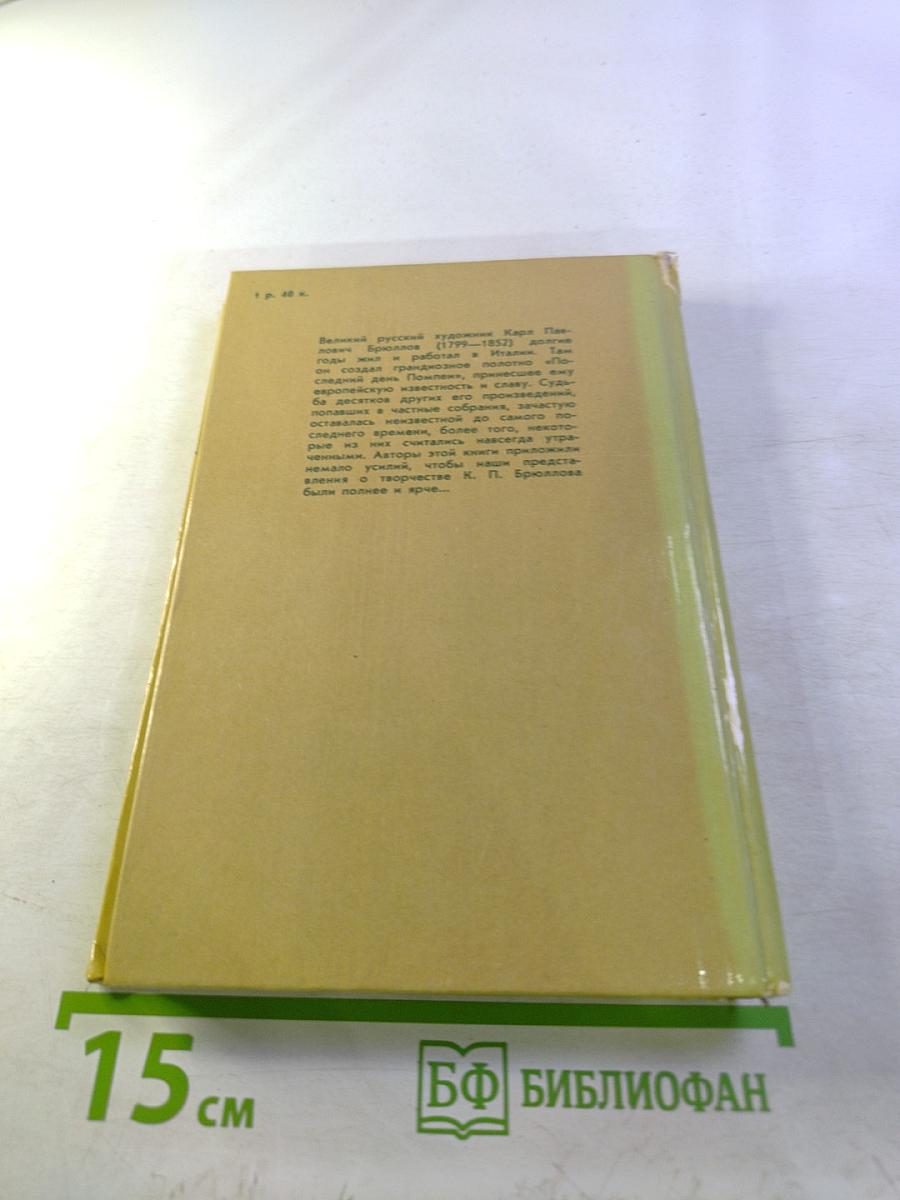 1 р. 40 к.
Великий русский художник Карл Пав-
лович Брюллов (1799—1852) долгие
годы жил и работал в Италии. Там
он создал грандиозное полотно «По-
следний день Помпеи», принесшее ему
европейскую известность и славу. Судь-
ба десятков других его произведений,
попавших в частные собрания, зачастую
оставалась неизвестной до самого по-
следнего времени, более того, некото-
рые из них считались навсегда утра-
ченными. Авторы этой книги приложили
немало усилий, чтобы наши предста-
вления о творчестве К. П. Брюллова
были полнее и ярче...
15 см
БФ БИБЛИОФАН